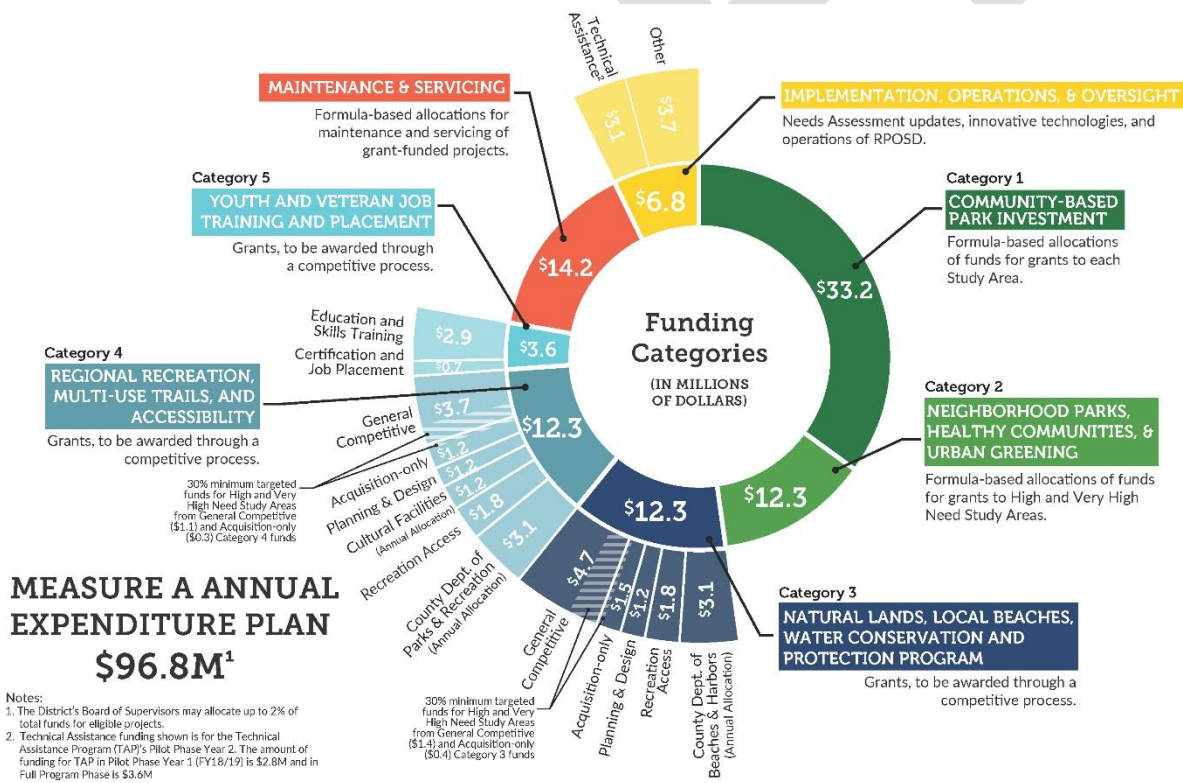 Technical
Assistance²
Other
$3.1
$3.7
MAINTENANCE & SERVICING
Formula-based allocations for
maintenance and servicing of
grant-funded projects.
IMPLEMENTATION, OPERATIONS, & OVERSIGHT
Needs Assessment updates, innovative technologies, and
operations of RPOSD.
Category 5
YOUTH AND VETERAN JOB
TRAINING AND PLACEMENT
Grants, to be awarded through
a competitive process.
Category 1
COMMUNITY-BASED
PARK INVESTMENT
Formula-based allocations
of funds for grants to each
Study Area.
$6.8
$14.2
$33.2
Funding
Categories
(IN MILLIONS
OF DOLLARS)
Education and
Skills Training
$2.9
Certification and
Job Placement
$0.7
$3.6
Category 4
REGIONAL RECREATION,
MULTI-USE TRAILS, AND
ACCESSIBILITY
Grants, to be awarded through a
competitive process.
General
Competitive
$3.7
$12.3
Acquisition-only
$1.2
Planning & Design
$1.2
Cultural Facilities
(Annual Allocation)
$1.2
Recreation Access
$1.8
County Dept. of
Parks & Recreation
(Annual Allocation)
$3.1
30% minimum targeted
funds for High and Very
High Need Study Areas
from General Competitive
($1.1) and Acquisition-only
($0.3) Category 4 funds
Category 2
NEIGHBORHOOD PARKS,
HEALTHY COMMUNITIES, &
URBAN GREENING
Formula-based allocations of funds
for grants to High and Very High
Need Study Areas.
$12.3
$12.3
General
Competitive
$4.7
Acquisition-only
$1.5
Planning & Design
$1.2
Recreation
Access
$1.8
County Dept. of
Beaches & Harbors
(Annual Allocation)
$3.1
30% minimum targeted
funds for High and Very
High Need Study Areas
from General Competitive
($1.4) and Acquisition-only
($0.4) Category 3 funds
Category 3
NATURAL LANDS, LOCAL BEACHES,
WATER CONSERVATION AND
PROTECTION PROGRAM
Grants, to be awarded through a
competitive process.
MEASURE A ANNUAL
EXPENDITURE PLAN
$96.8M¹
Notes:
1. The District's Board of Supervisors may allocate up to 2% of
total funds for eligible projects.
2. Technical Assistance funding shown is for the Technical
Assistance Program (TAP)'s Pilot Phase Year 2. The amount of
funding for TAP in Pilot Phase Year 1 (FY18/19) is $2.8M and in
Full Program Phase is $3.6M